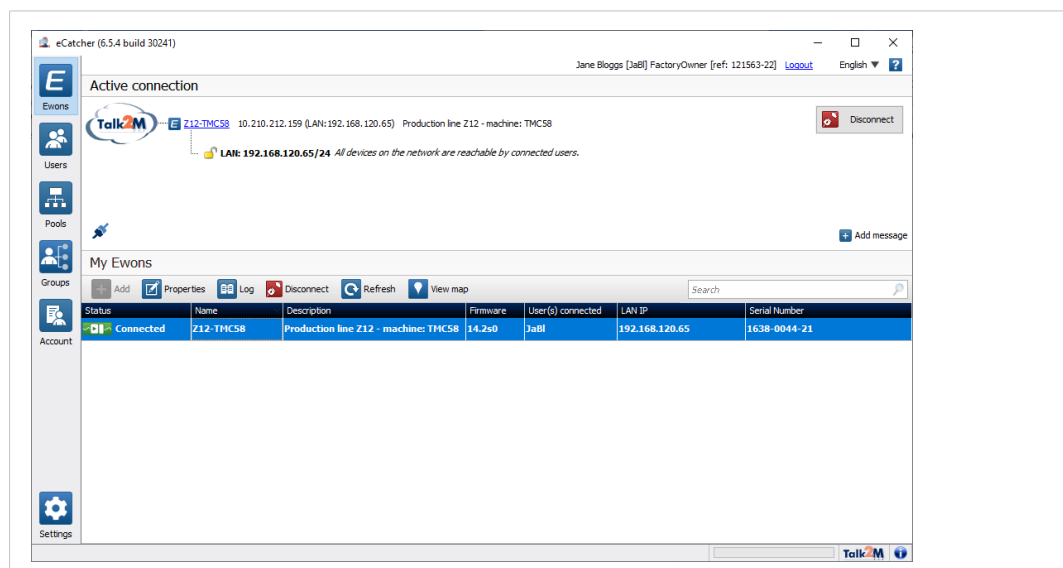 eCatcher (6.5.4 build 30241)
Jane Bloggs [JaBl] FactoryOwner [ref: 121563-22] Logout English ▼ ?
E
Ewons
Active connection
Talk2M E Z12-TMC58 10.210.212.159 (LAN:192.168.120.65) Production line Z12 - machine: TMC58 Disconnect
LAN: 192.168.120.65/24 All devices on the network are reachable by connected users.
Users
Pools
Add message
My Ewons
Groups
Add Properties Log Disconnect Refresh View map Search
Status Name Description Firmware User(s) connected LAN IP Serial Number
Connected Z12-TMC58 Production line Z12 - machine: TMC58 14.2s0 JaBl 192.168.120.65 1638-0044-21
Account
Settings
Talk2M